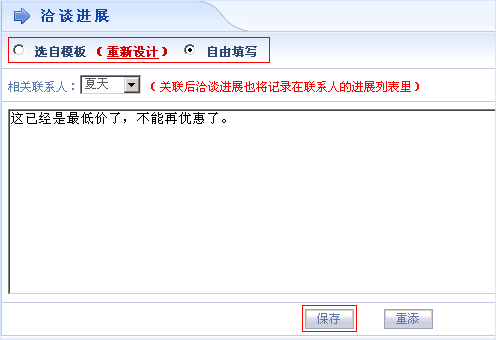 洽谈进展
选自模板 （重新设计） 自由填写
相关联系人：夏天 （关联后洽谈进展也将记录在联系人的进展列表里）
这已经是最低价了，不能再优惠了。
保存 重添